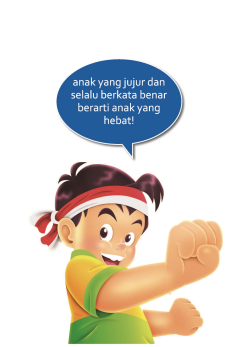 anak yang jujur dan
selalu berkata benar
berarti anak yang
hebat!